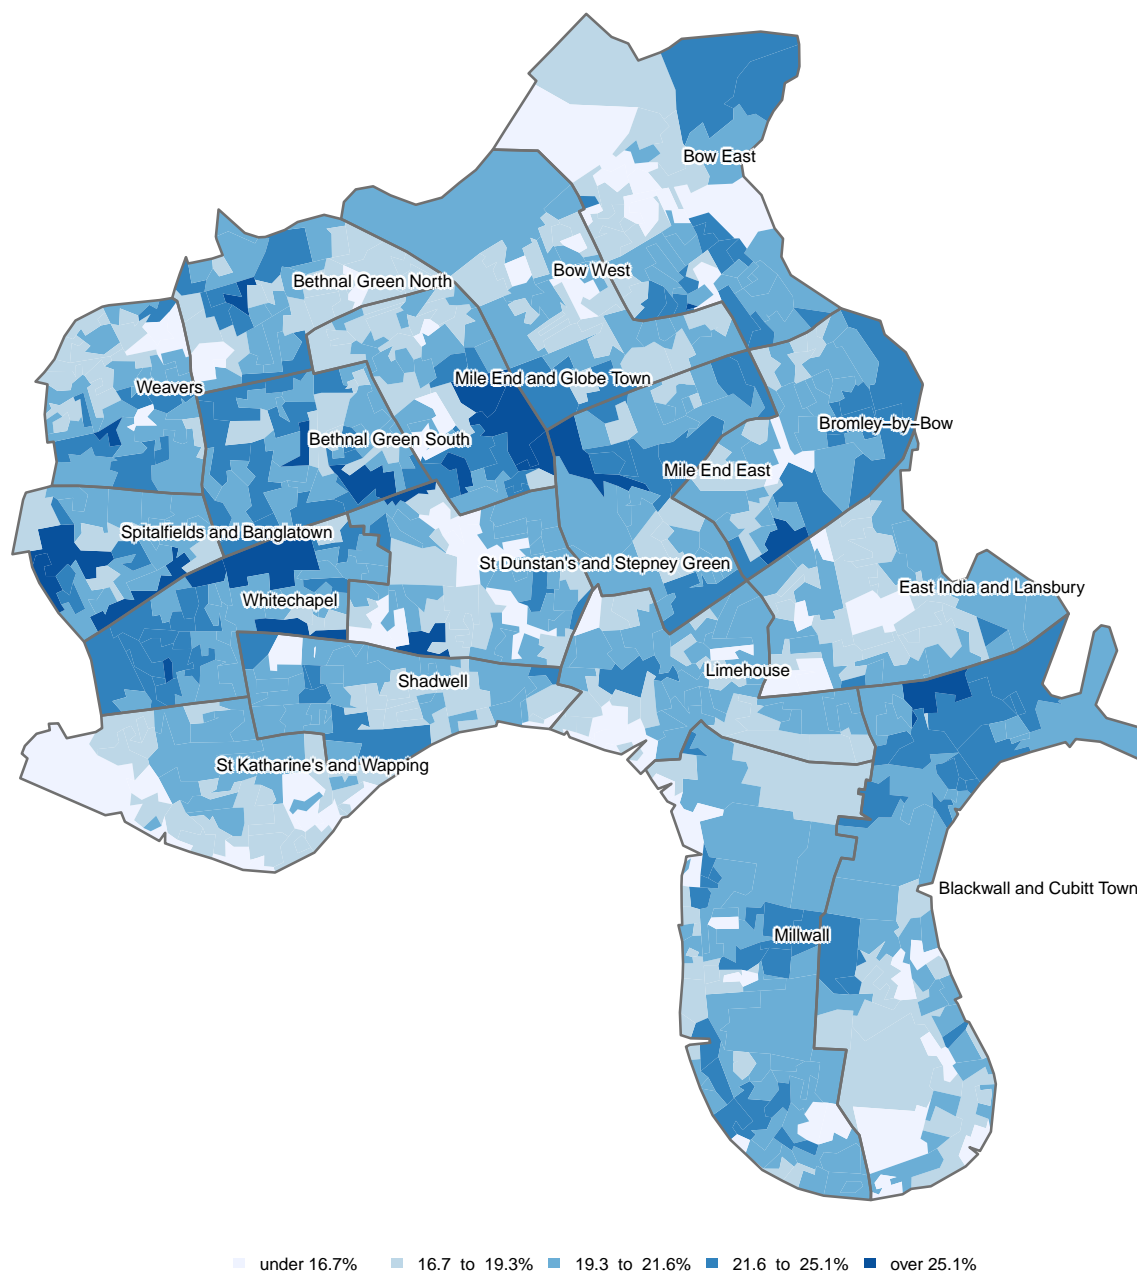 Bow East
Bow West
Bethnal Green North
Mile End and Globe Town
Weavers
Bromley-by-Bow
Bethnal Green South
Mile End East
Spitalfields and Banglatown
St Dunstan's and Stepney Green
East India and Lansbury
Whitechapel
Limehouse
Shadwell
St Katharine's and Wapping
Blackwall and Cubitt Town
Millwall
under 16.7% 16.7 to 19.3% 19.3 to 21.6% 21.6 to 25.1% over 25.1%